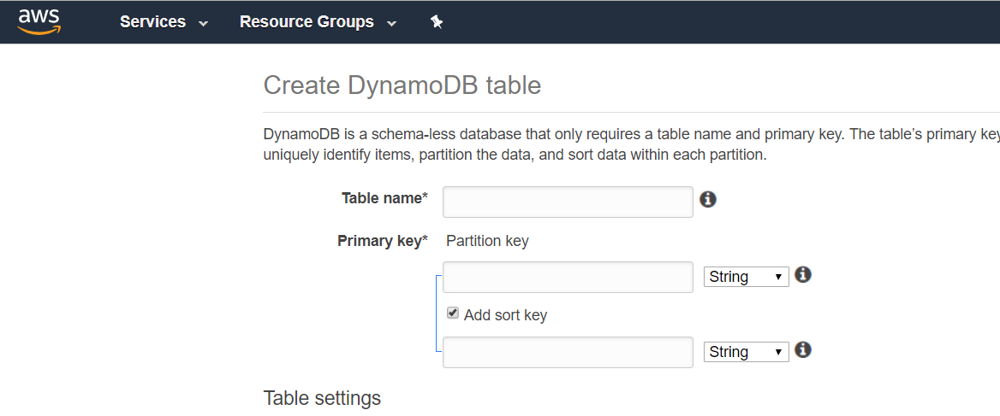 aws Services Resource Groups
Create DynamoDB table
DynamoDB is a schema-less database that only requires a table name and primary key. The table's primary key
uniquely identify items, partition the data, and sort data within each partition.
Table name*
Primary key* Partition key
String
Add sort key
String
Table settings